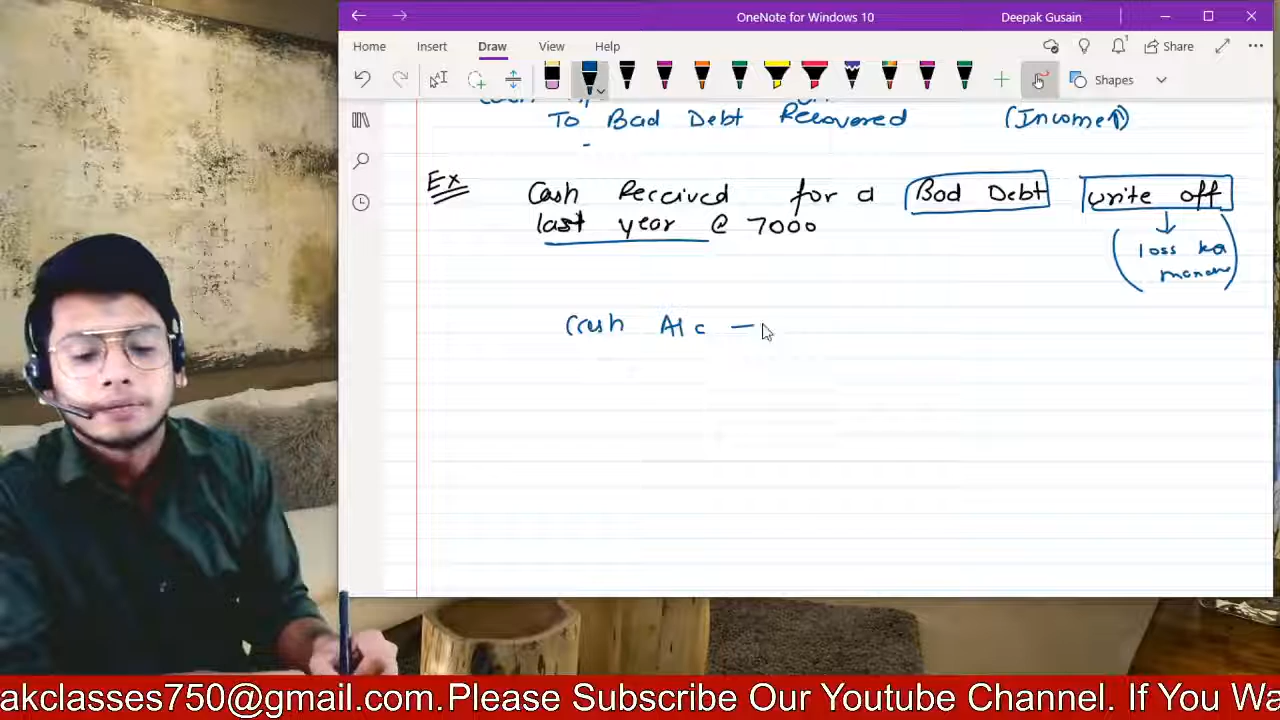 OneNote for Windows 10
Deepak Gusain
Home Insert Draw View Help
Share
Shapes
Cash
To Bad Debt Recovered (Income↑)
Ex Cash Received for a Bad Debt write off
last year @ 7000
(loss ka
manana)
Cash A/c —
akclasses750@gmail.com.Please Subscribe Our Youtube Channel. If You Wa